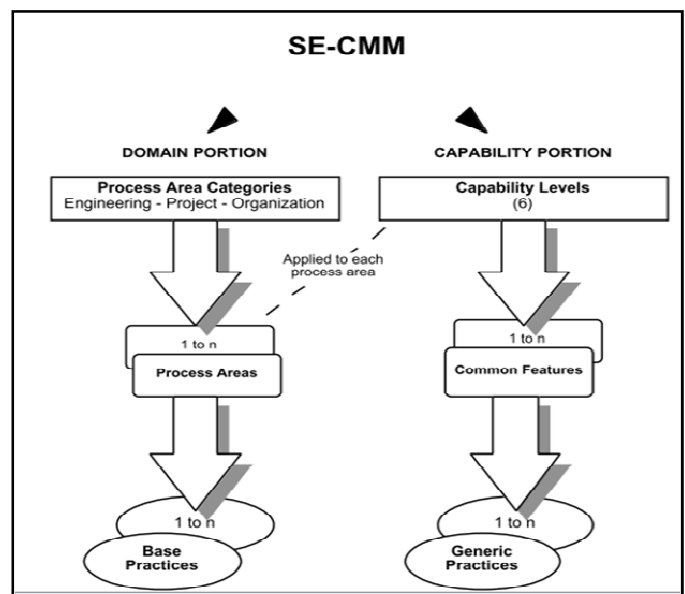 SE-CMM
DOMAIN PORTION
Process Area Categories
Engineering - Project - Organization
CAPABILITY PORTION
Capability Levels
(6)
Applied to each
process area
1 to n
Process Areas
1 to n
Common Features
1 to n
Base
Practices
1 to n
Generic
Practices